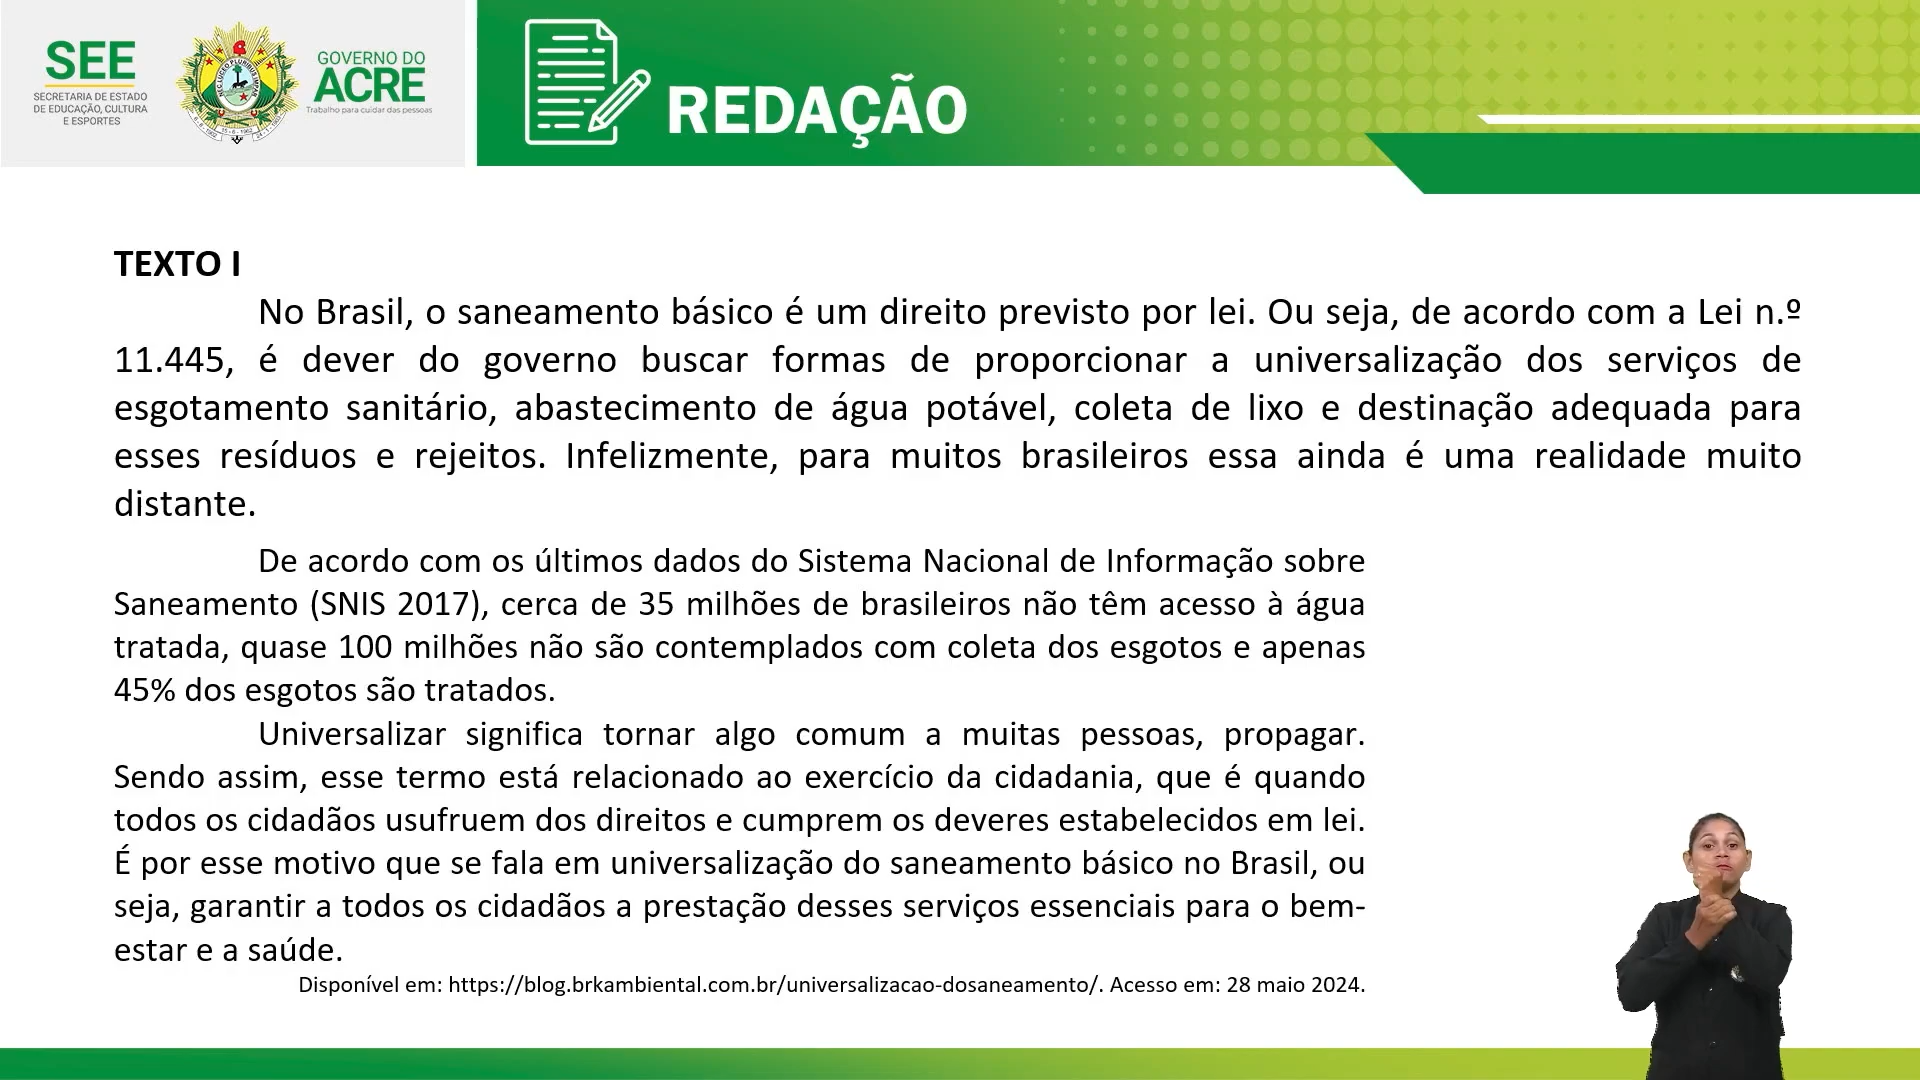 SEE
SECRETARIA DE ESTADO
DE EDUCAÇÃO, CULTURA
E ESPORTES
GOVERNO DO
ACRE
Trabalho para cuidar das pessoas
REDAÇÃO
TEXTO I
No Brasil, o saneamento básico é um direito previsto por lei. Ou seja, de acordo com a Lei n.º
11.445, é dever do governo buscar formas de proporcionar a universalização dos serviços de
esgotamento sanitário, abastecimento de água potável, coleta de lixo e destinação adequada para
esses resíduos e rejeitos. Infelizmente, para muitos brasileiros essa ainda é uma realidade muito
distante.
De acordo com os últimos dados do Sistema Nacional de Informação sobre
Saneamento (SNIS 2017), cerca de 35 milhões de brasileiros não têm acesso à água
tratada, quase 100 milhões não são contemplados com coleta dos esgotos e apenas
45% dos esgotos são tratados.
Universalizar significa tornar algo comum a muitas pessoas, propagar.
Sendo assim, esse termo está relacionado ao exercício da cidadania, que é quando
todos os cidadãos usufruem dos direitos e cumprem os deveres estabelecidos em lei.
É por esse motivo que se fala em universalização do saneamento básico no Brasil, ou
seja, garantir a todos os cidadãos a prestação desses serviços essenciais para o bem-
estar e a saúde.
Disponível em: https://blog.brkambiental.com.br/universalizacao-dosaneamento/. Acesso em: 28 maio 2024.